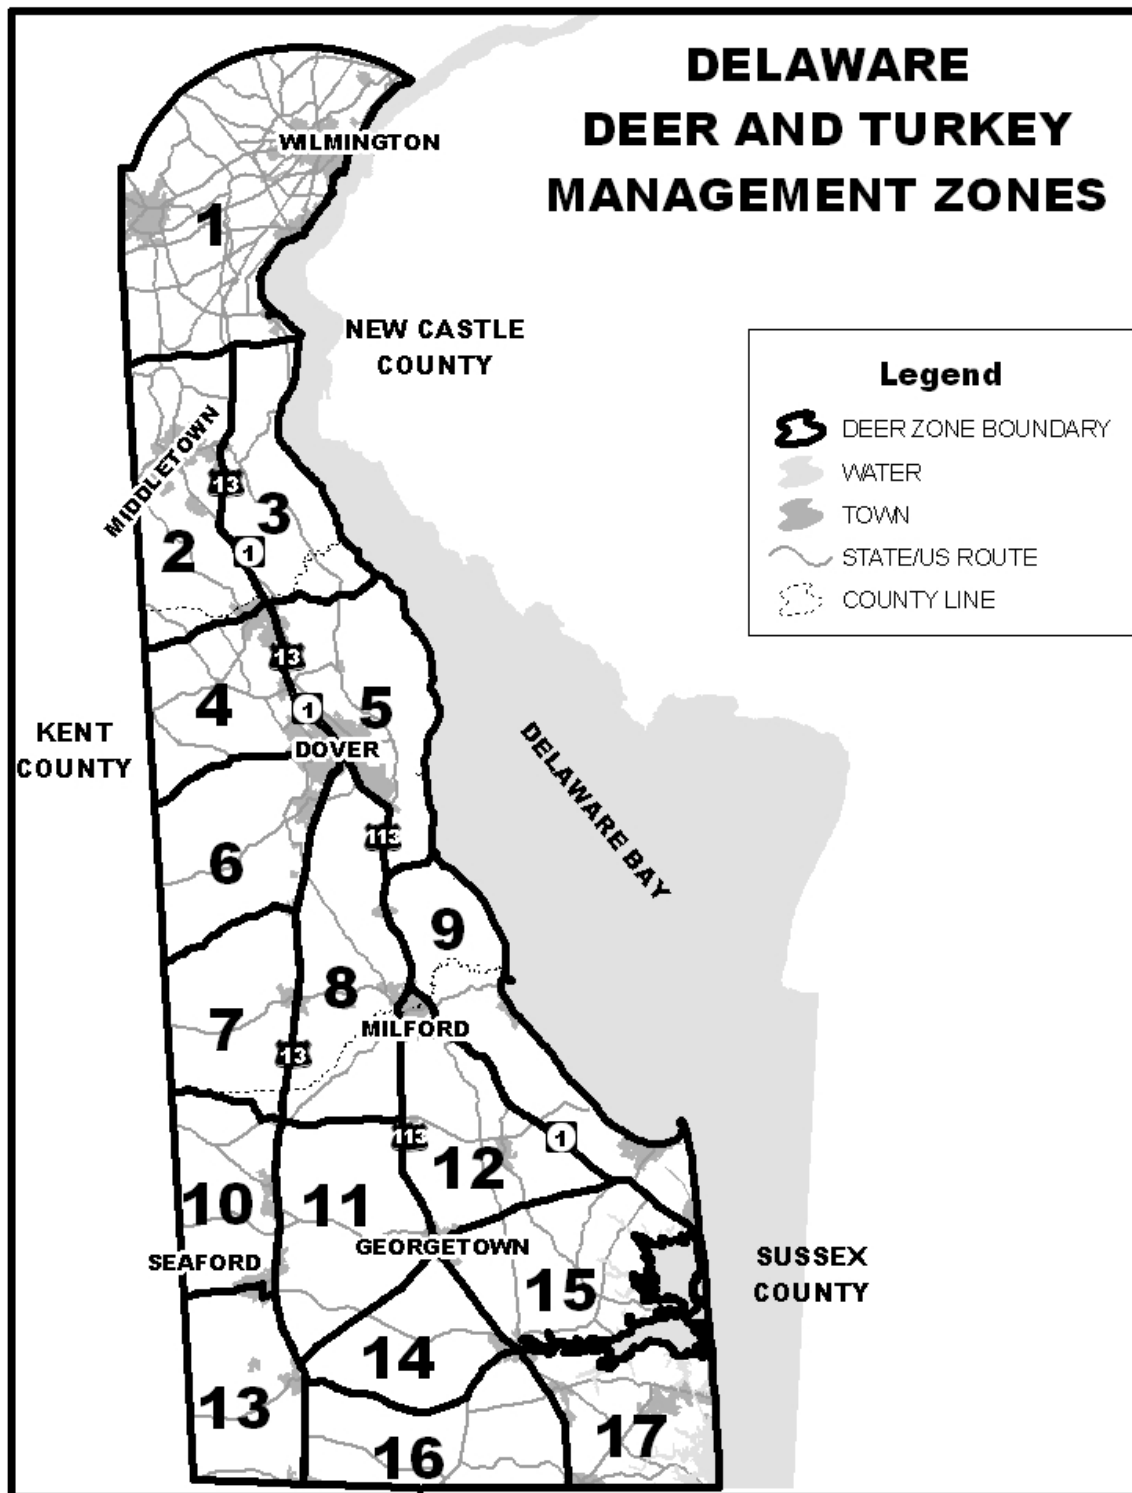 DELAWARE
DEER AND TURKEY
MANAGEMENT ZONES
WILMINGTON
1
NEW CASTLE
COUNTY
Legend
DEER ZONE BOUNDARY
WATER
TOWN
STATE/US ROUTE
COUNTY LINE
MIDDLETOWN
13
3
2
1
13
4
1
5
KENT
COUNTY
DOVER
DELAWARE BAY
113
6
9
8
7
MILFORD
13
113
1
12
10
11
GEORGETOWN
SEAFORD
SUSSEX
COUNTY
15
14
13
17
16